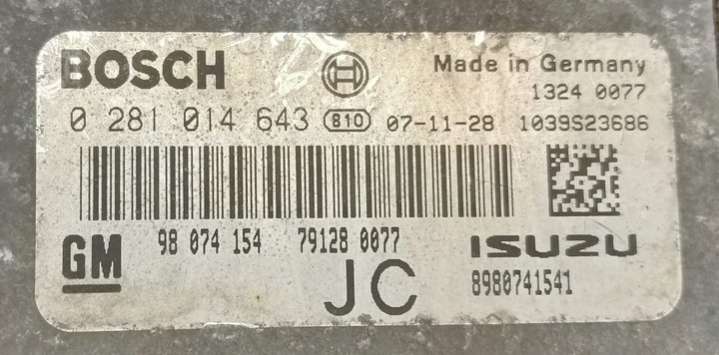 BOSCH Made in Germany
1324 0077
0 281 014 643 810 07-11-28 1039S23686
GM 98 074 154 79128 0077 ISUZU
JC 8980741541